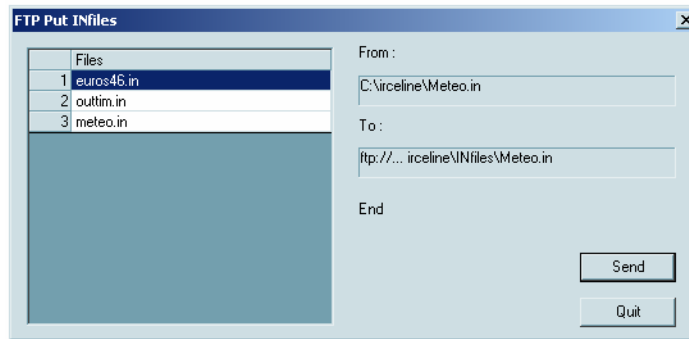 FTP Put INfiles
Files
1 euros46.in
2 outtim.in
3 meteo.in
From :
C:\irceline\Meteo.in
To :
ftp://... irceline\INfiles\Meteo.in
End
Send
Quit